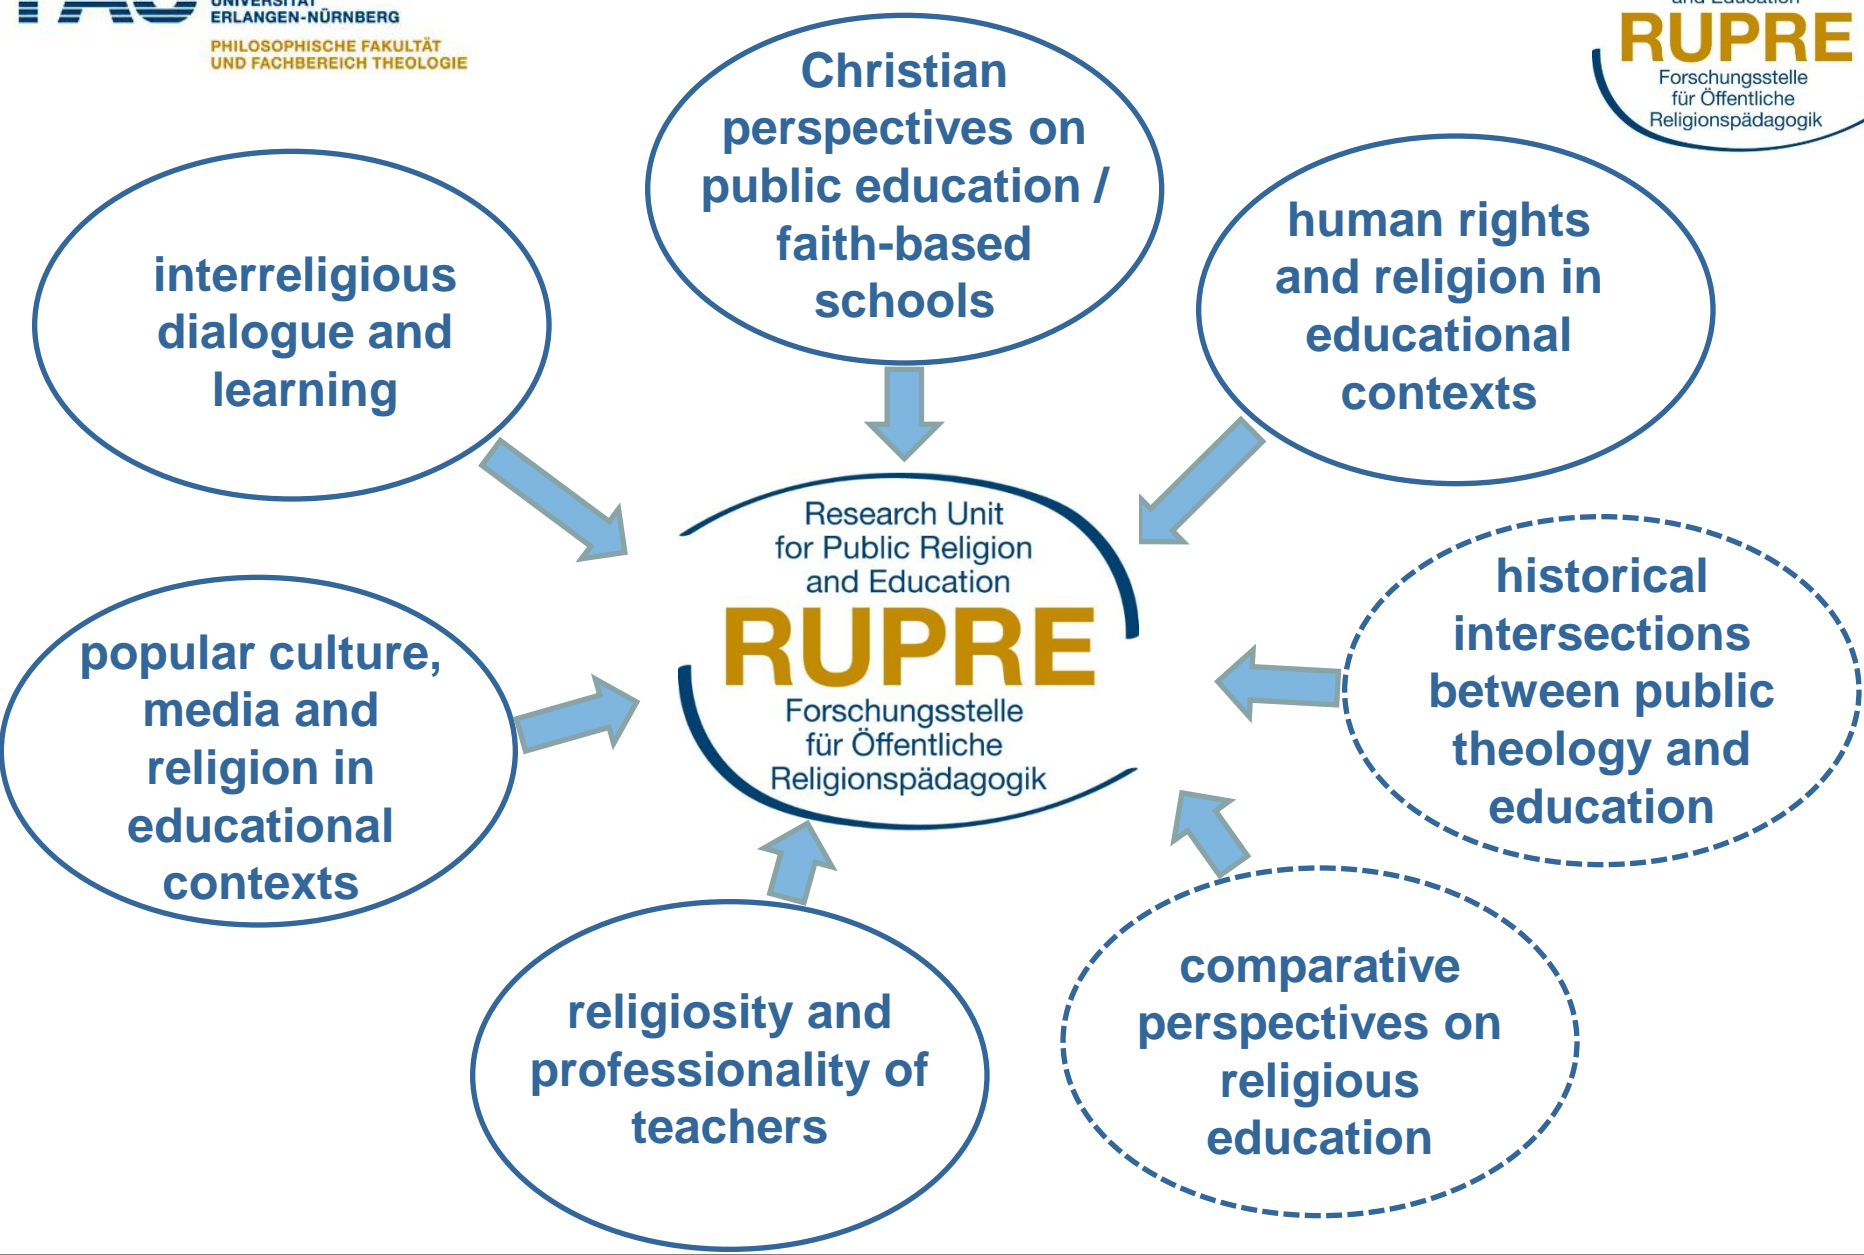 UNIVERSITÄT
ERLANGEN-NÜRNBERG
PHILOSOPHISCHE FAKULTÄT
UND FACHBEREICH THEOLOGIE
and Education
RUPRE
Forschungsstelle
für Öffentliche
Religionspädagogik
Christian
perspectives on
public education /
faith-based
schools
interreligious
dialogue and
learning
human rights
and religion in
educational
contexts
Research Unit
for Public Religion
and Education
RUPRE
Forschungsstelle
für Öffentliche
Religionspädagogik
historical
intersections
between public
theology and
education
popular culture,
media and
religion in
educational
contexts
religiosity and
professionality of
teachers
comparative
perspectives on
religious
education